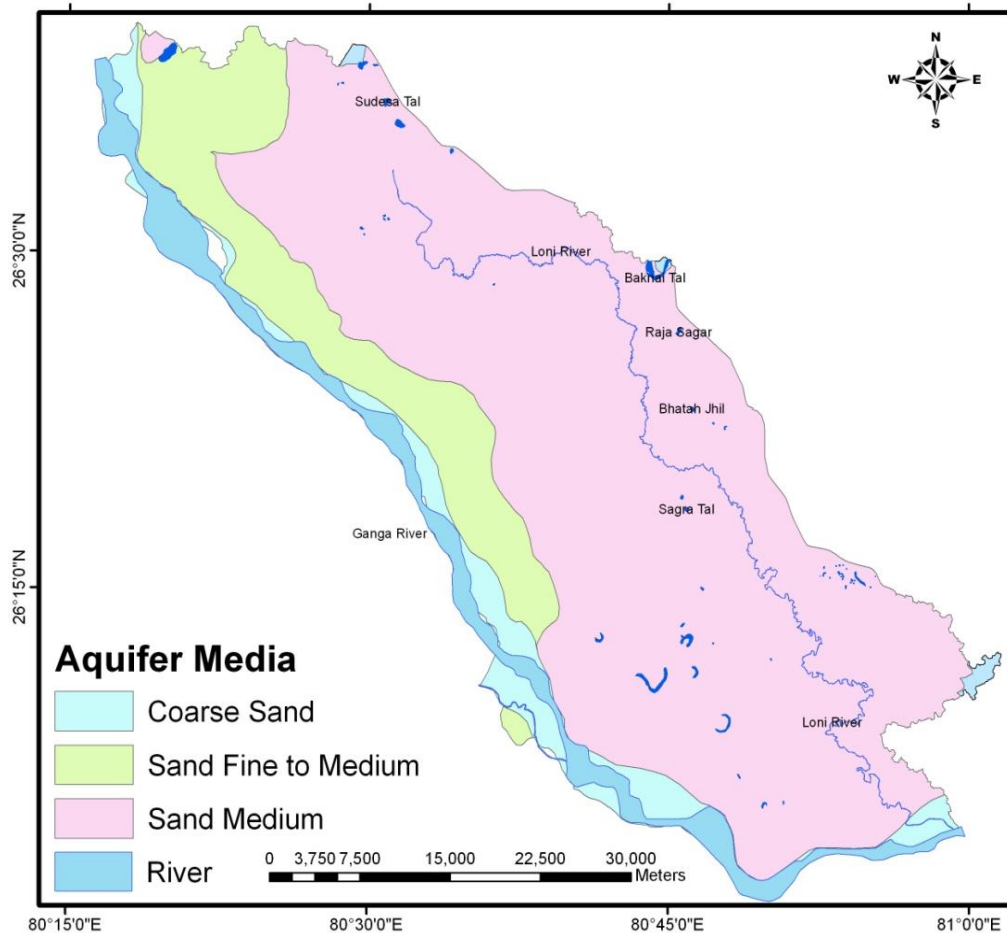 N
W E
S
Sudesa Tal
26°30'0"N
Loni River
Baknai Tal
Raja Sagar
Bhatan Jhil
Sagra Tal
Ganga River
26°15'0"N
Loni River
Aquifer Media
Coarse Sand
Sand Fine to Medium
Sand Medium
River
0 3,750 7,500 15,000 22,500 30,000
Meters
80°15'0"E 80°30'0"E 80°45'0"E 81°0'0"E